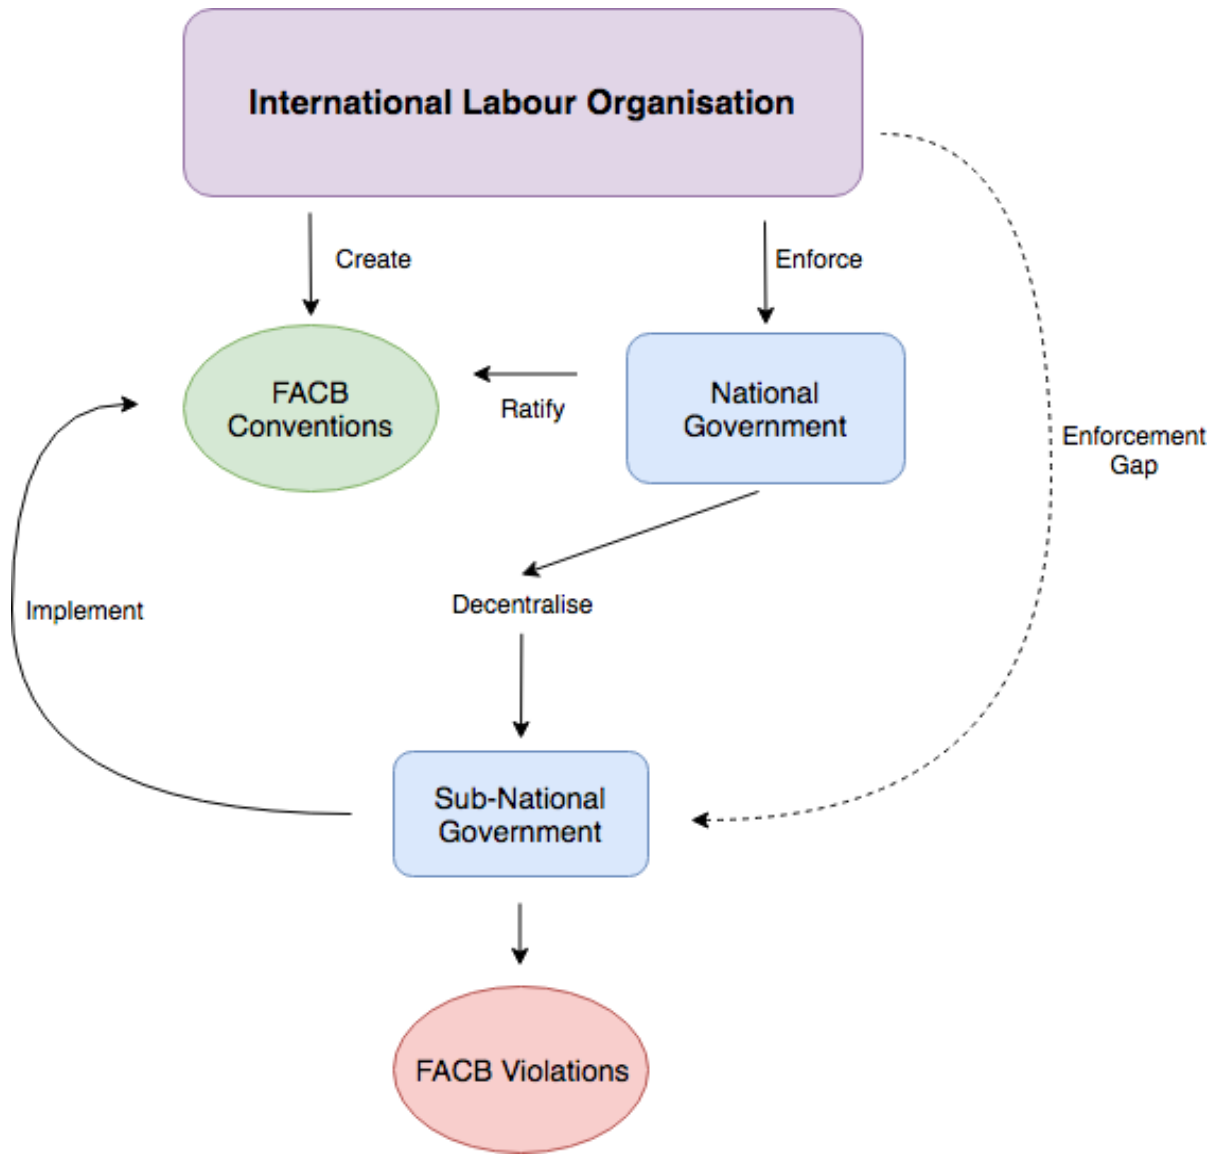 International Labour Organisation
Create
Enforce
FACB
Conventions
Ratify
National
Government
Enforcement
Gap
Implement
Decentralise
Sub-National
Government
FACB Violations